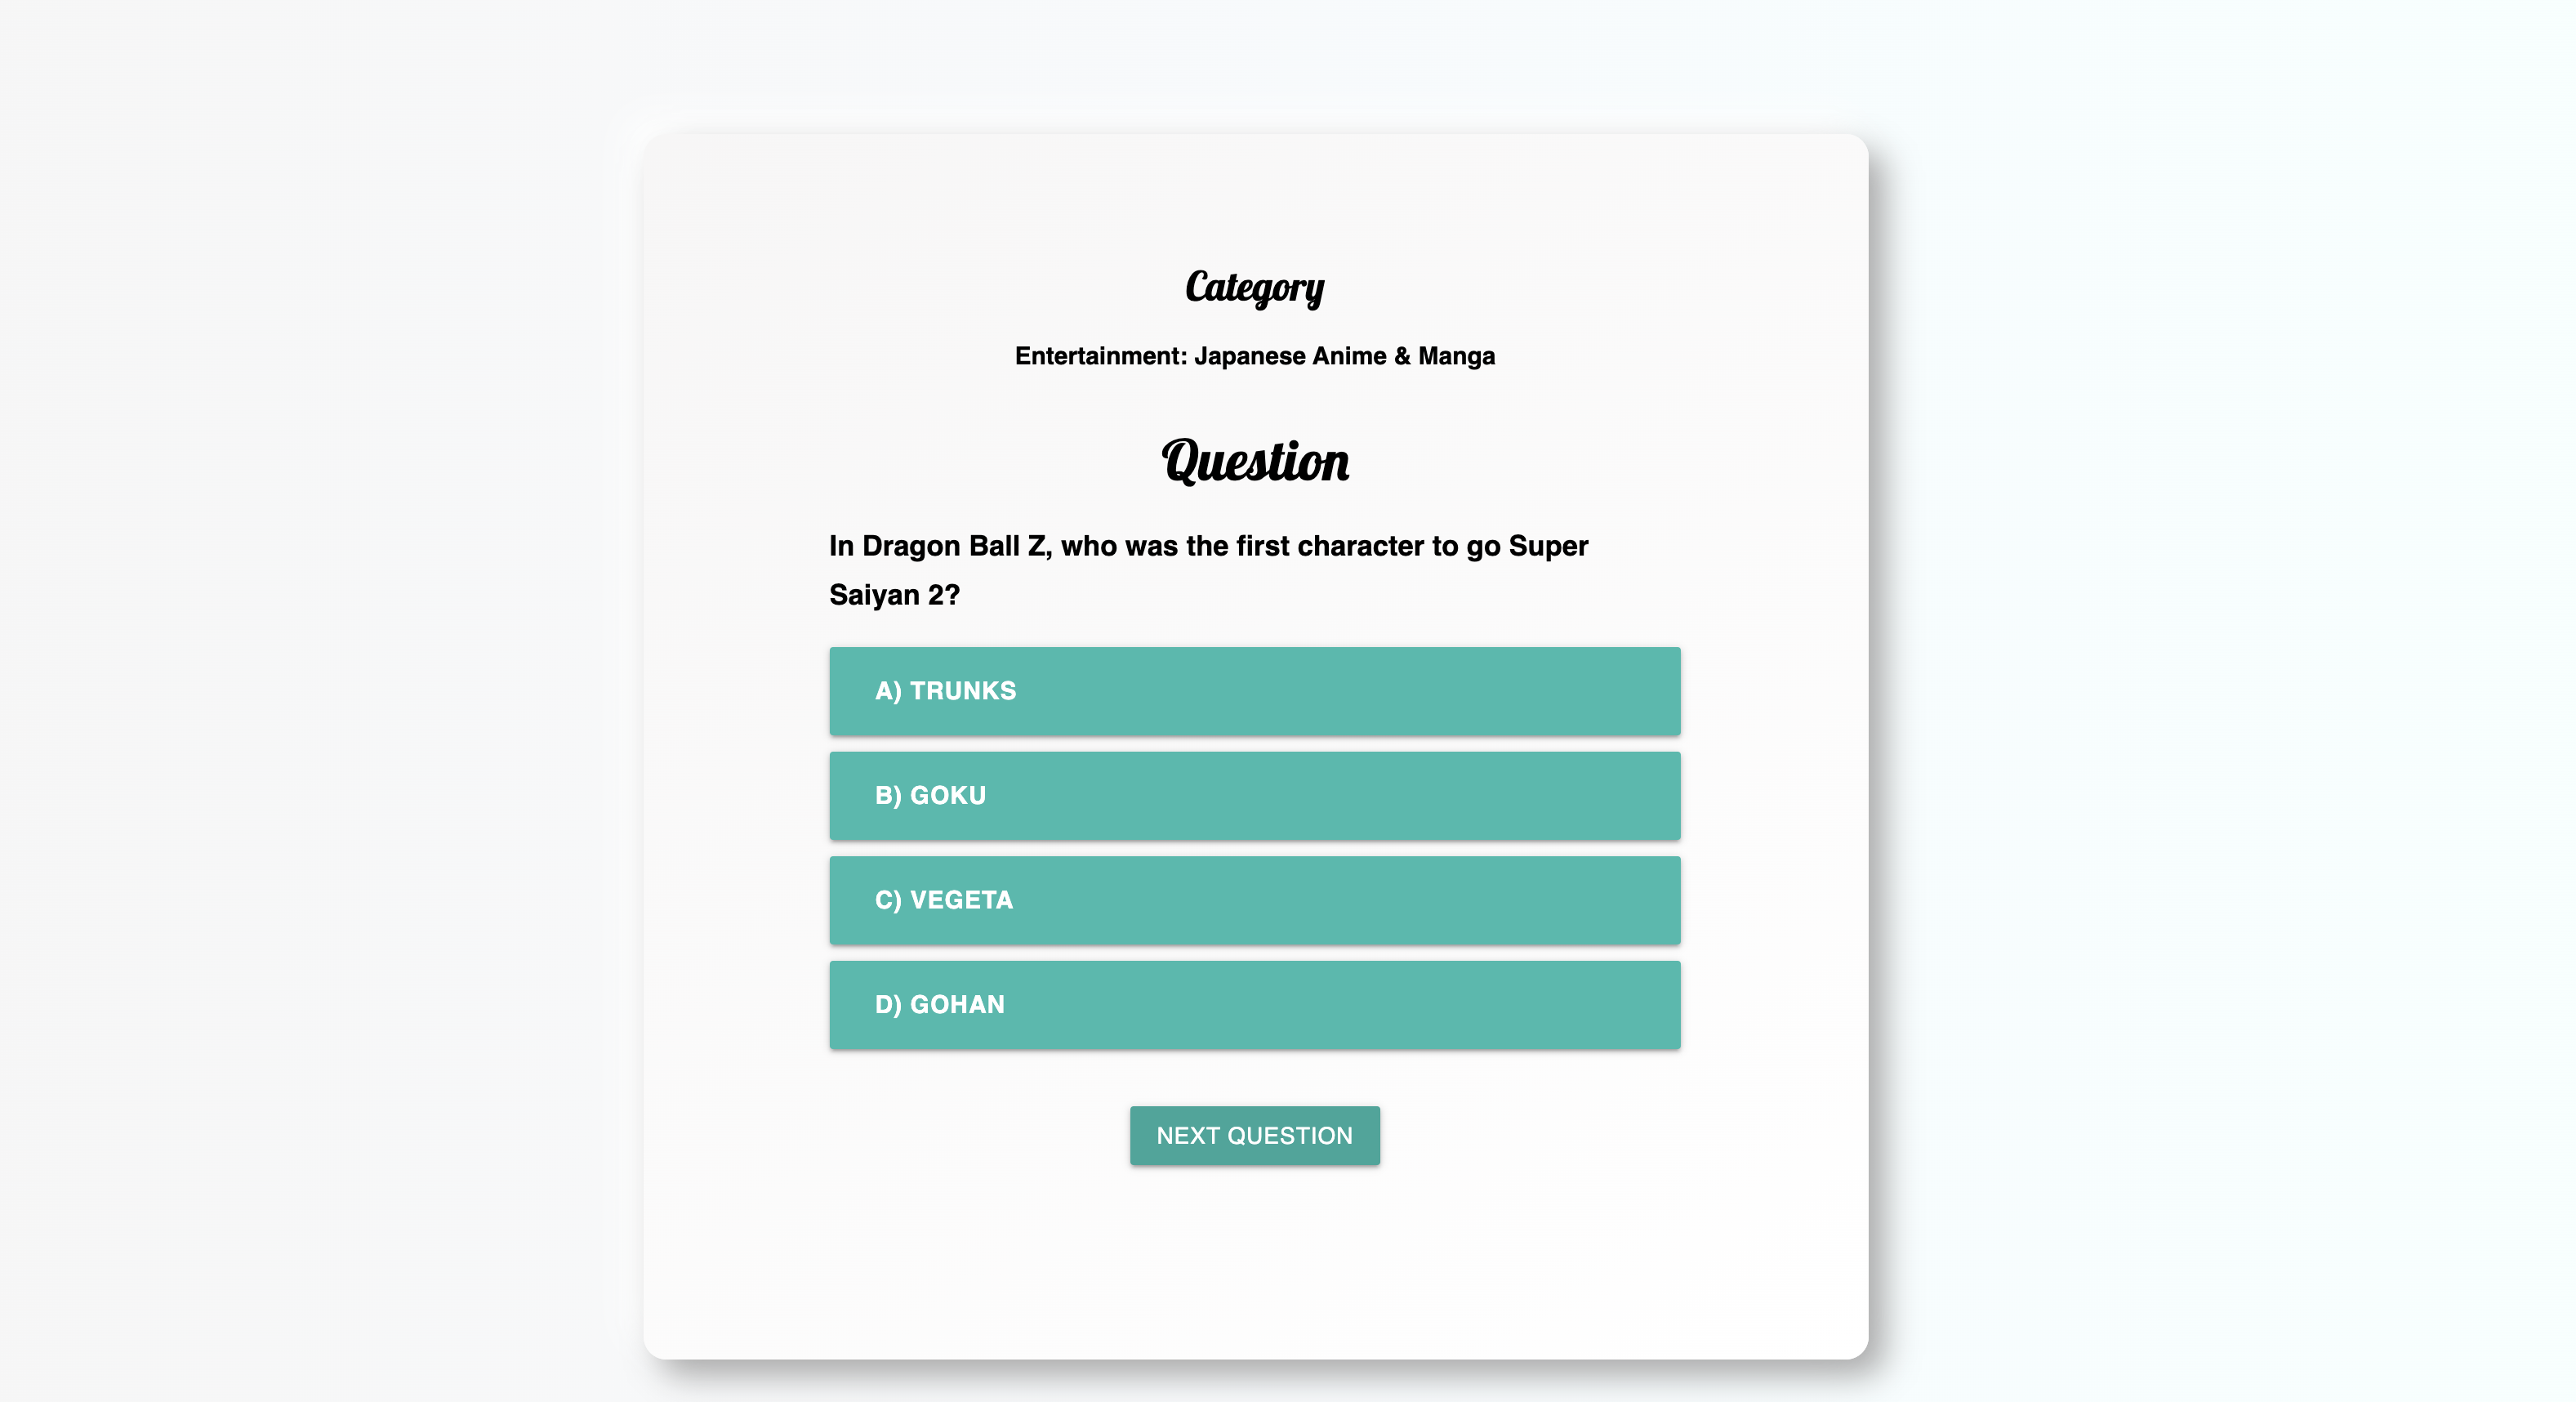 Category
Entertainment: Japanese Anime & Manga
Question
In Dragon Ball Z, who was the first character to go Super
Saiyan 2?
A) TRUNKS
B) GOKU
C) VEGETA
D) GOHAN
NEXT QUESTION